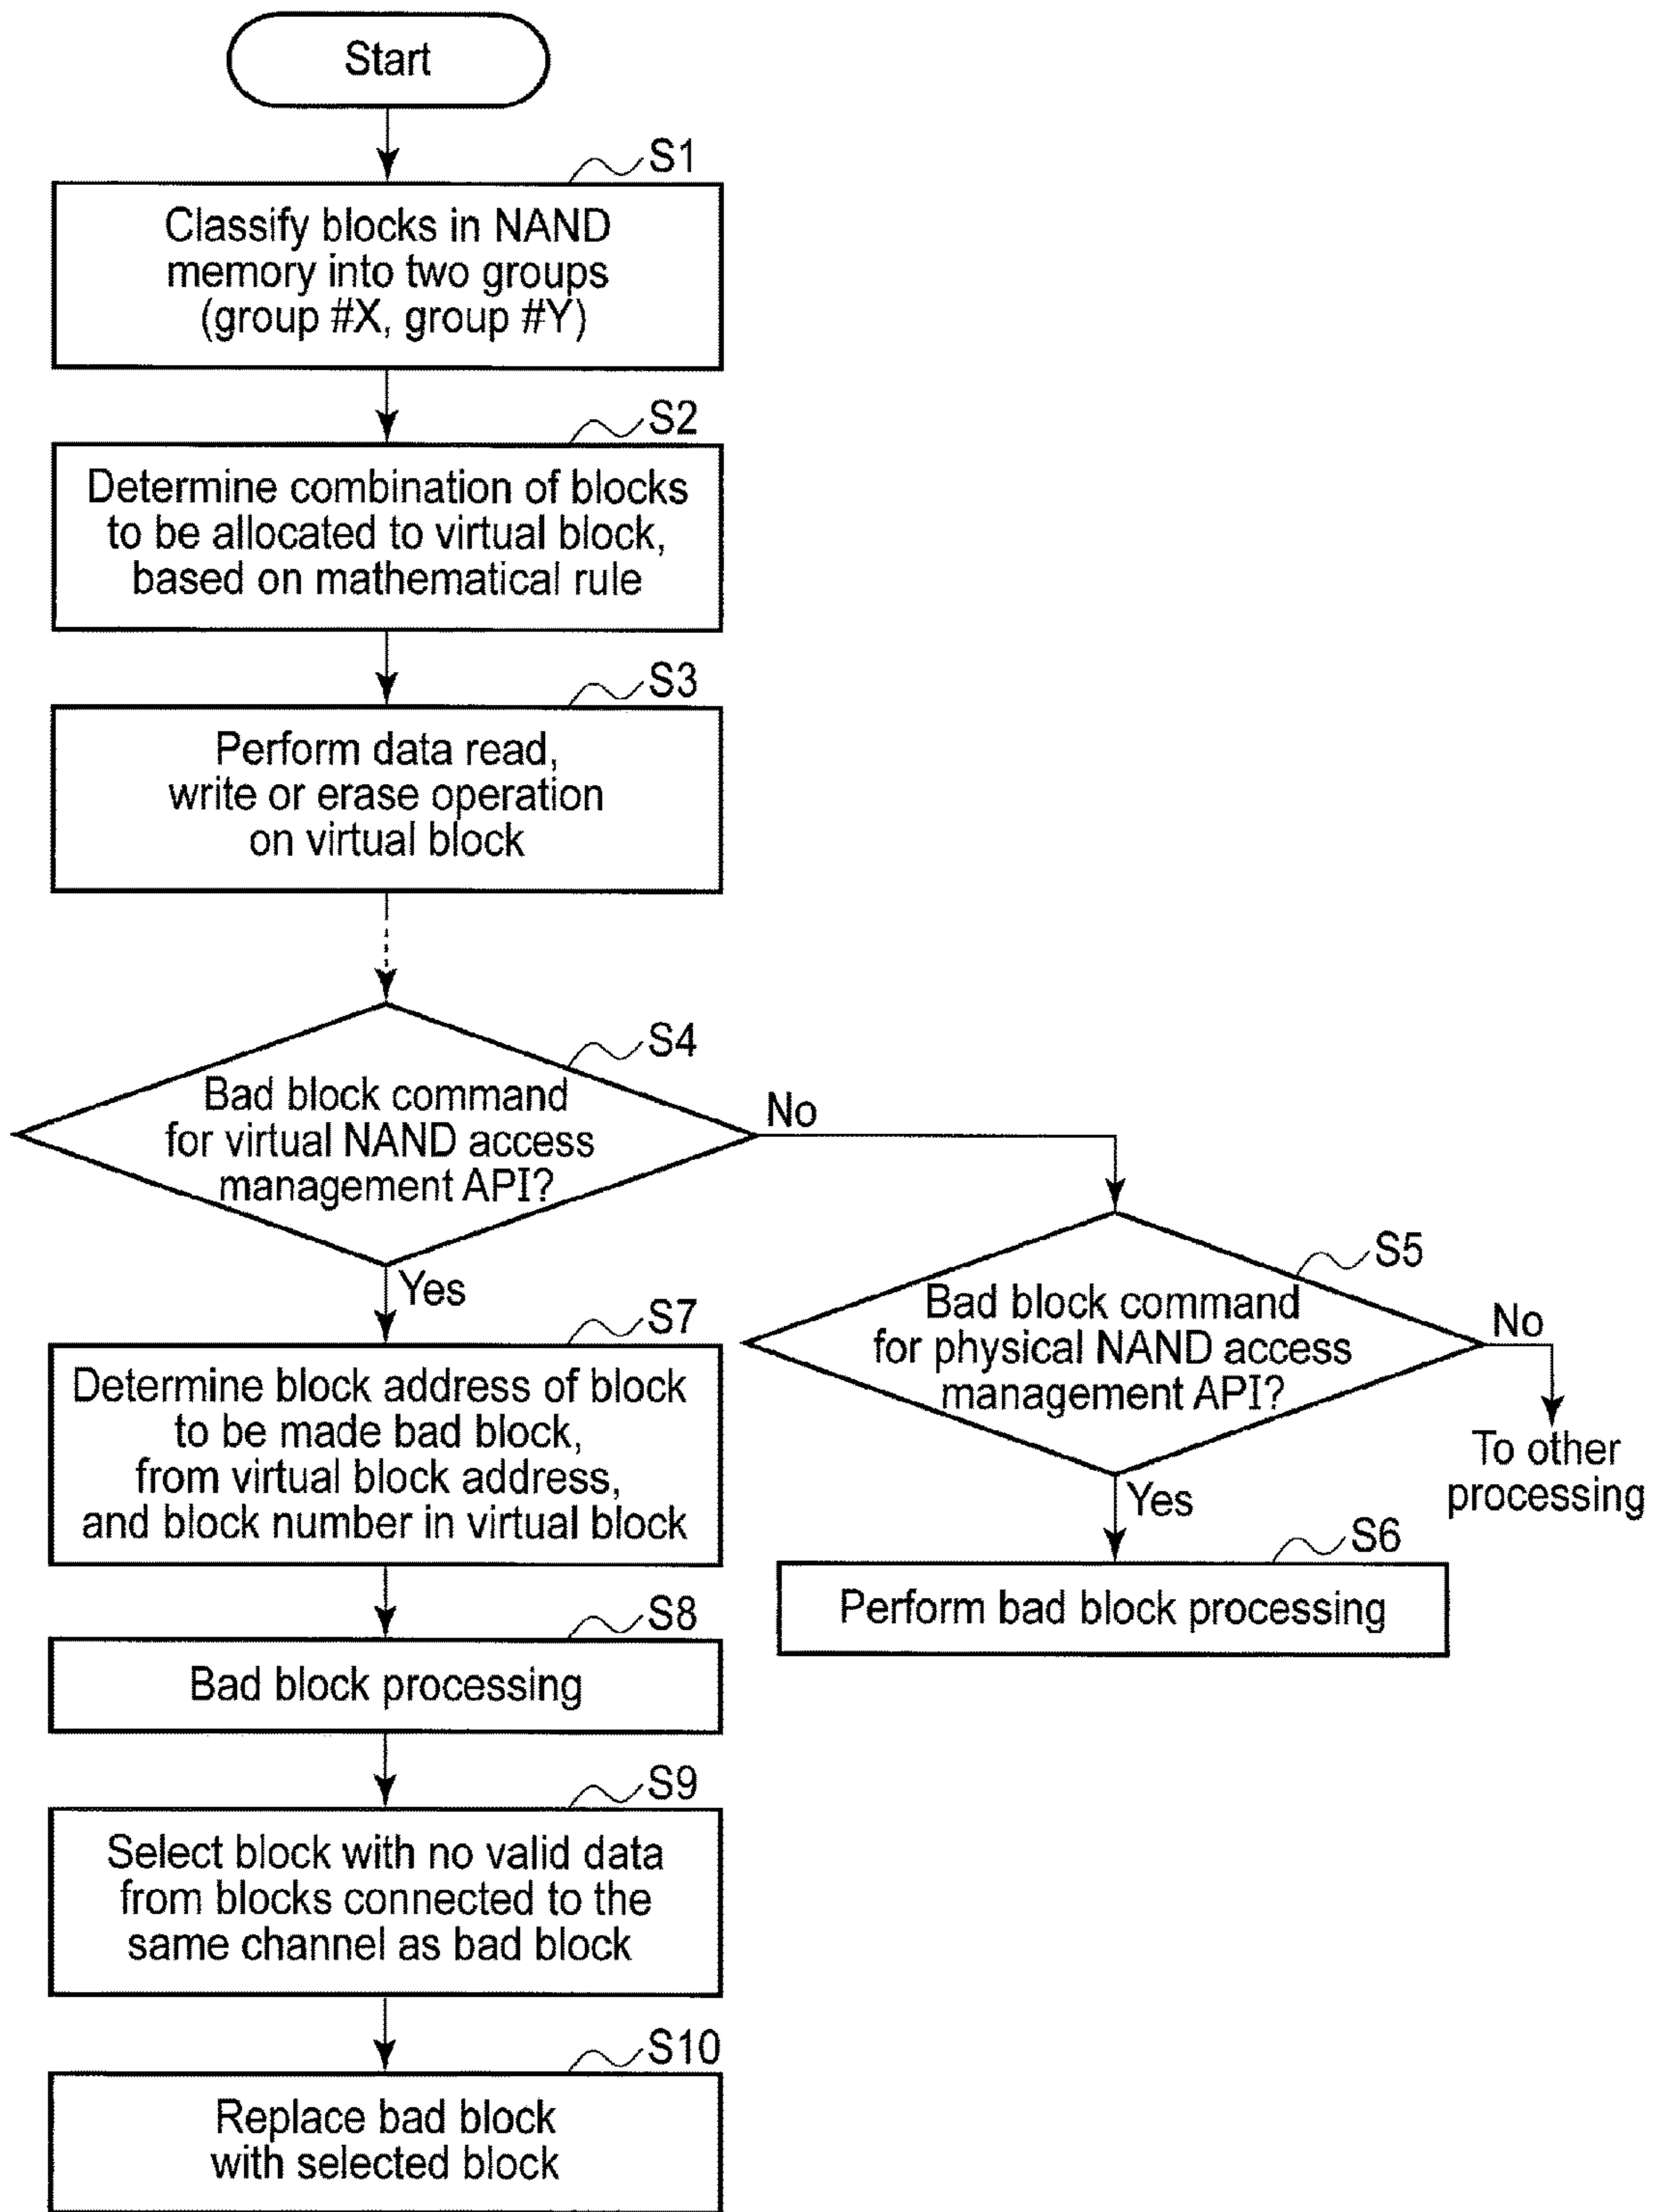 Start
S1
Classify blocks in NAND
memory into two groups
(group #X, group #Y)
S2
Determine combination of blocks
to be allocated to virtual block,
based on mathematical rule
S3
Perform data read,
write or erase operation
on virtual block
S4
Bad block command
for virtual NAND access
management API?
No
Yes
S5
Bad block command
for physical NAND access
management API?
No
To other
processing
Yes
S6
Perform bad block processing
S7
Determine block address of block
to be made bad block,
from virtual block address,
and block number in virtual block
S8
Bad block processing
S9
Select block with no valid data
from blocks connected to the
same channel as bad block
S10
Replace bad block
with selected block